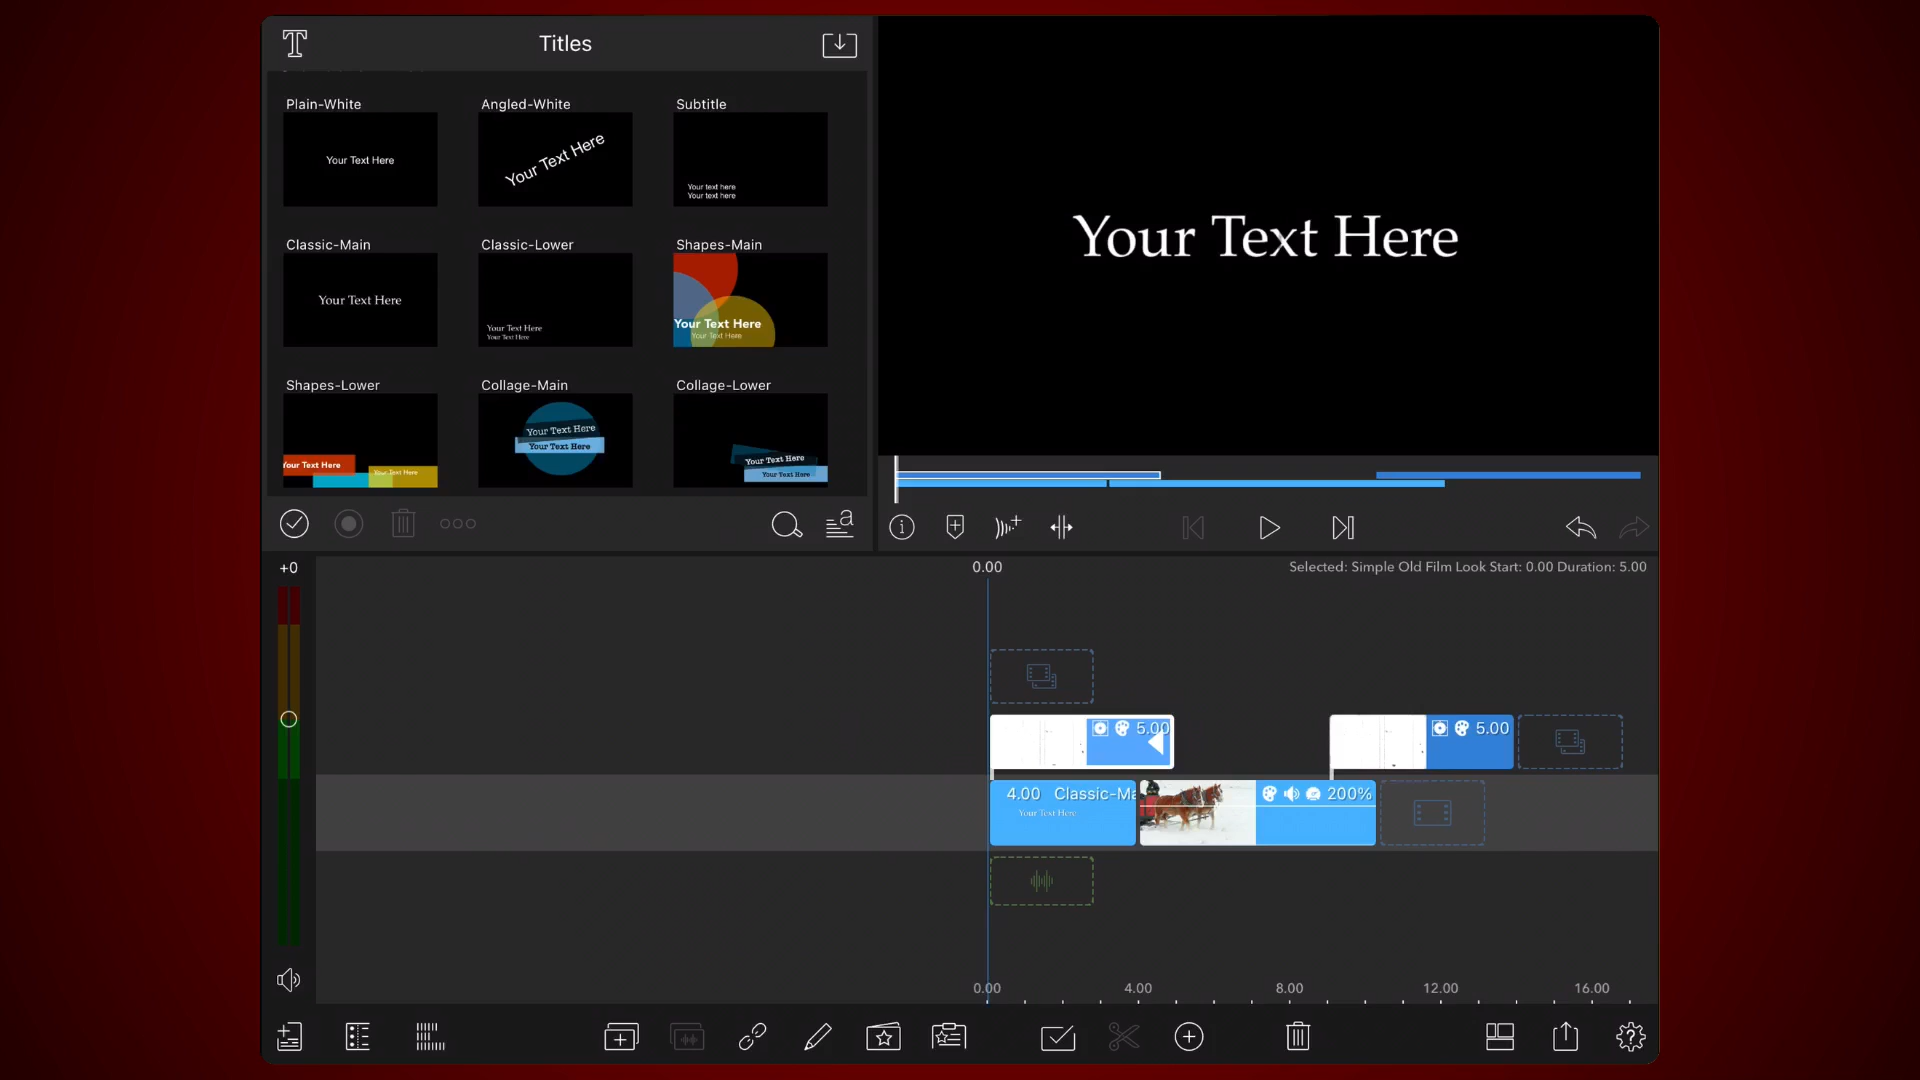 Titles
Plain-White
Angled-White
Subtitle
Your Text Here
Your Text Here
Your text here
Your text here
Classic-Main
Classic-Lower
Shapes-Main
Your Text Here
Your Text Here
Your Text Here
Your Text Here
Your Text Here
Shapes-Lower
Collage-Main
Collage-Lower
Your Text Here
Your Text Here
Your Text Here
Your Text Here
Your Text Here
Your Text Here
Your Text Here
+0
0.00
Selected: Simple Old Film Look Start: 0.00 Duration: 5.00
5.00
5.00
4.00 Classic-Ma
Your Text Here
200%
0.00
4.00
8.00
12.00
16.00